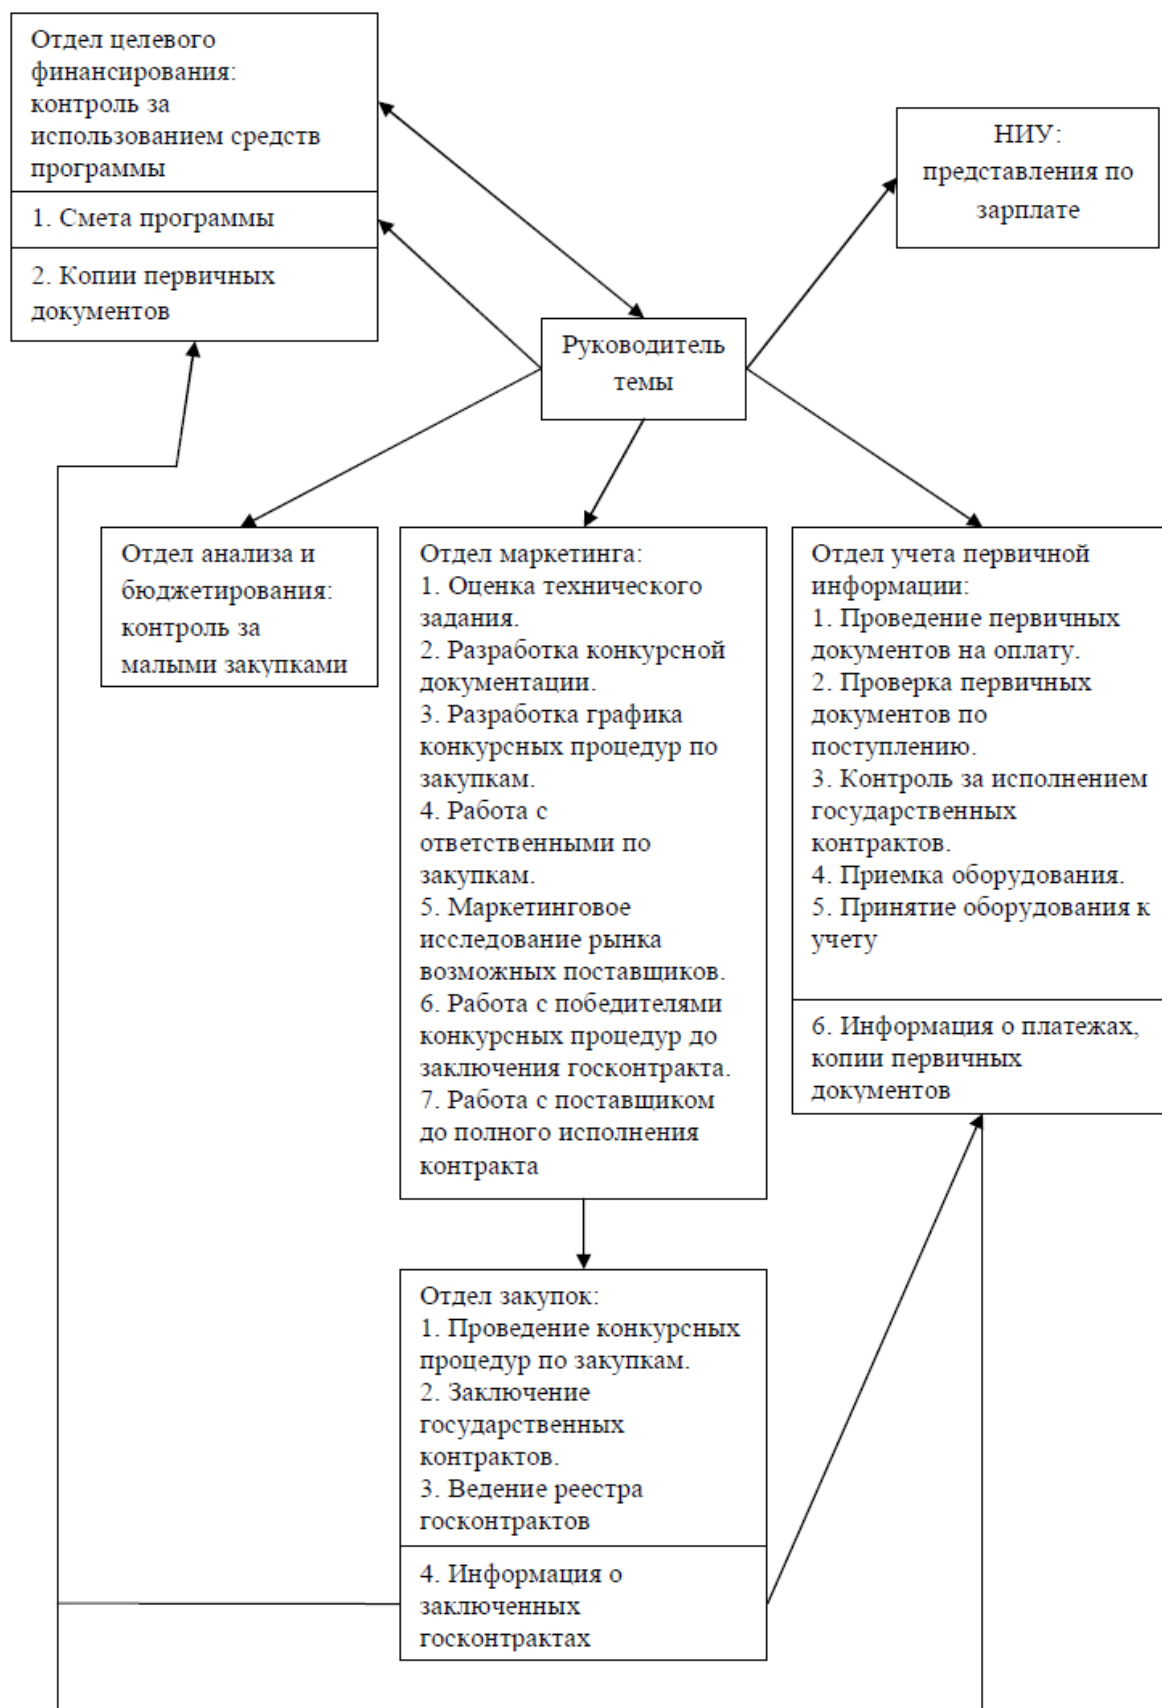 Отдел целевого
финансирования:
контроль за
использованием средств
программы
1. Смета программы
2. Копии первичных
документов
НИУ:
представления по
зарплате
Руководитель
темы
Отдел анализа и
бюджетирования:
контроль за
малыми закупками
Отдел маркетинга:
1. Оценка технического
задания.
2. Разработка конкурсной
документации.
3. Разработка графика
конкурсных процедур по
закупкам.
4. Работа с
ответственными по
закупкам.
5. Маркетинговое
исследование рынка
возможных поставщиков.
6. Работа с победителями
конкурсных процедур до
заключения госконтракта.
7. Работа с поставщиком
до полного исполнения
контракта
Отдел учета первичной
информации:
1. Проведение первичных
документов на оплату.
2. Проверка первичных
документов по
поступлению.
3. Контроль за исполнением
государственных
контрактов.
4. Приемка оборудования.
5. Принятие оборудования к
учету
6. Информация о платежах,
копии первичных
документов
Отдел закупок:
1. Проведение конкурсных
процедур по закупкам.
2. Заключение
государственных
контрактов.
3. Ведение реестра
госконтрактов
4. Информация о
заключенных
госконтрактах